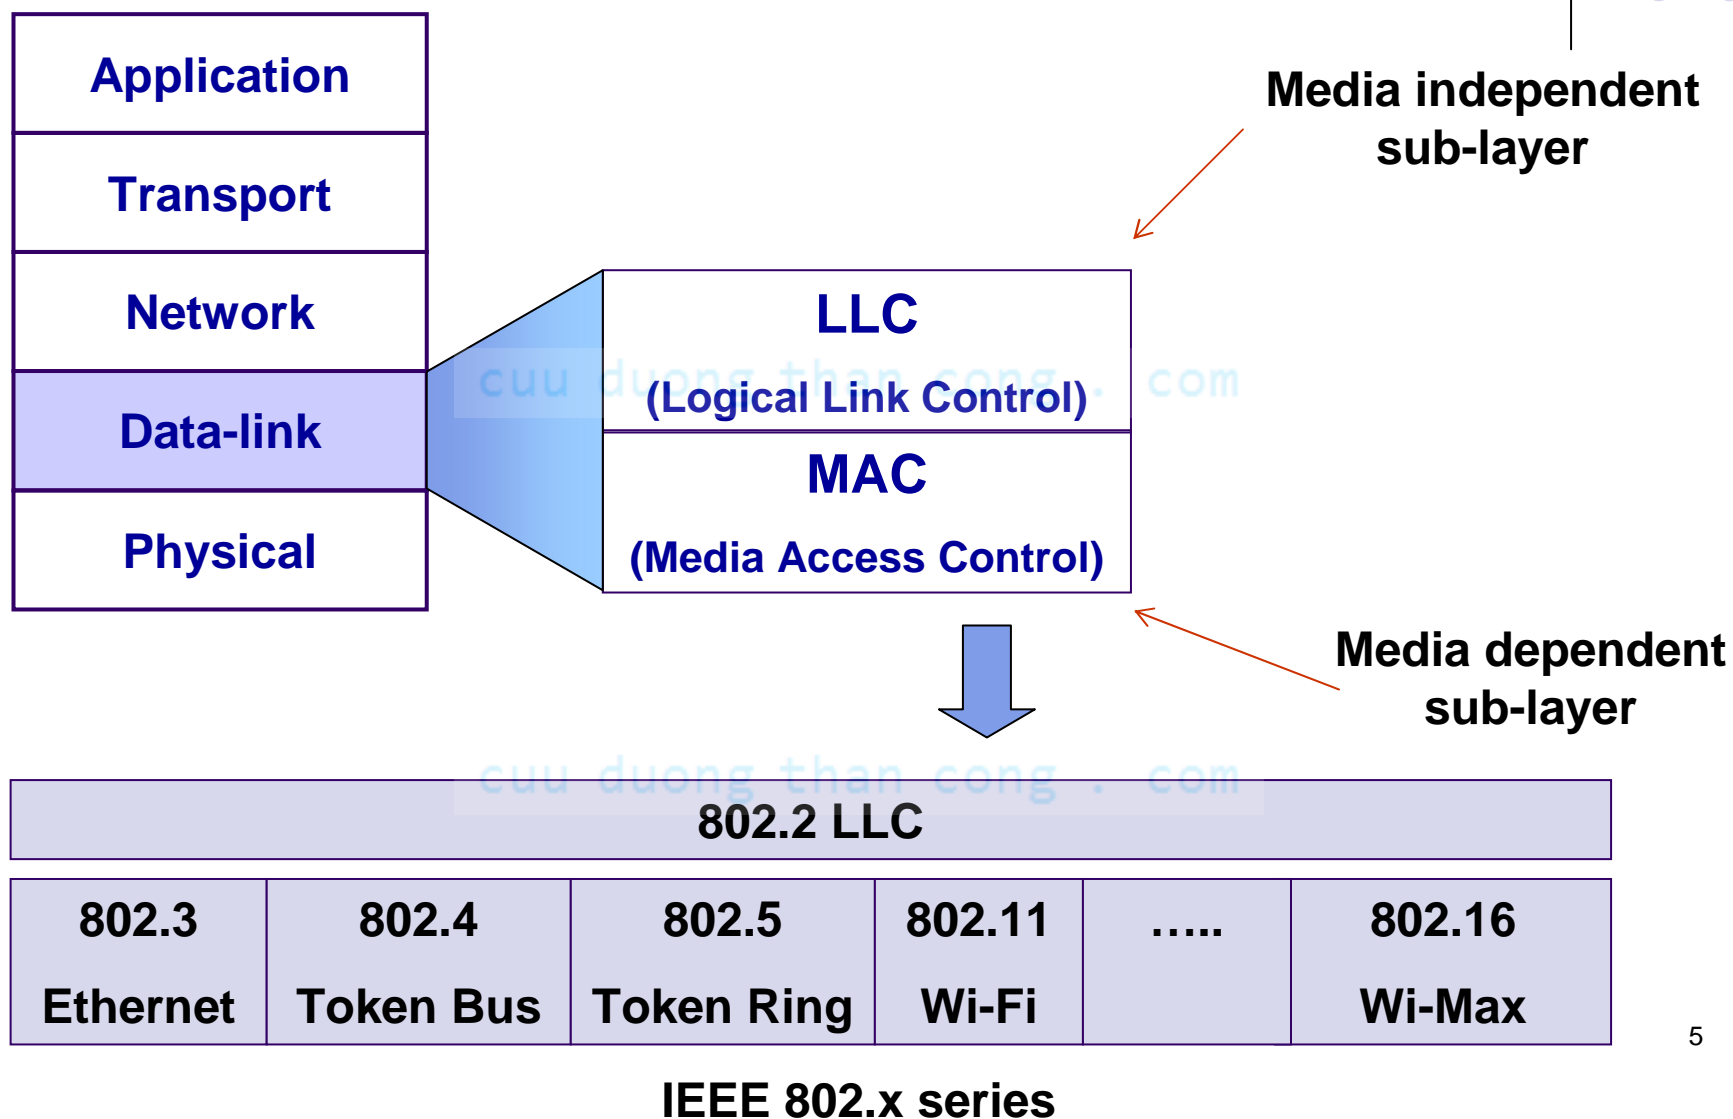 Application
Transport
Network
Data-link
Physical
Media independent
sub-layer
LLC
(Logical Link Control)
MAC
(Media Access Control)
cuu duong than cong . com
Media dependent
sub-layer
cuu duong than cong . com
802.2 LLC
802.3
Ethernet
802.4
Token Bus
802.5
Token Ring
802.11
Wi-Fi
…..
802.16
Wi-Max
5
IEEE 802.x series